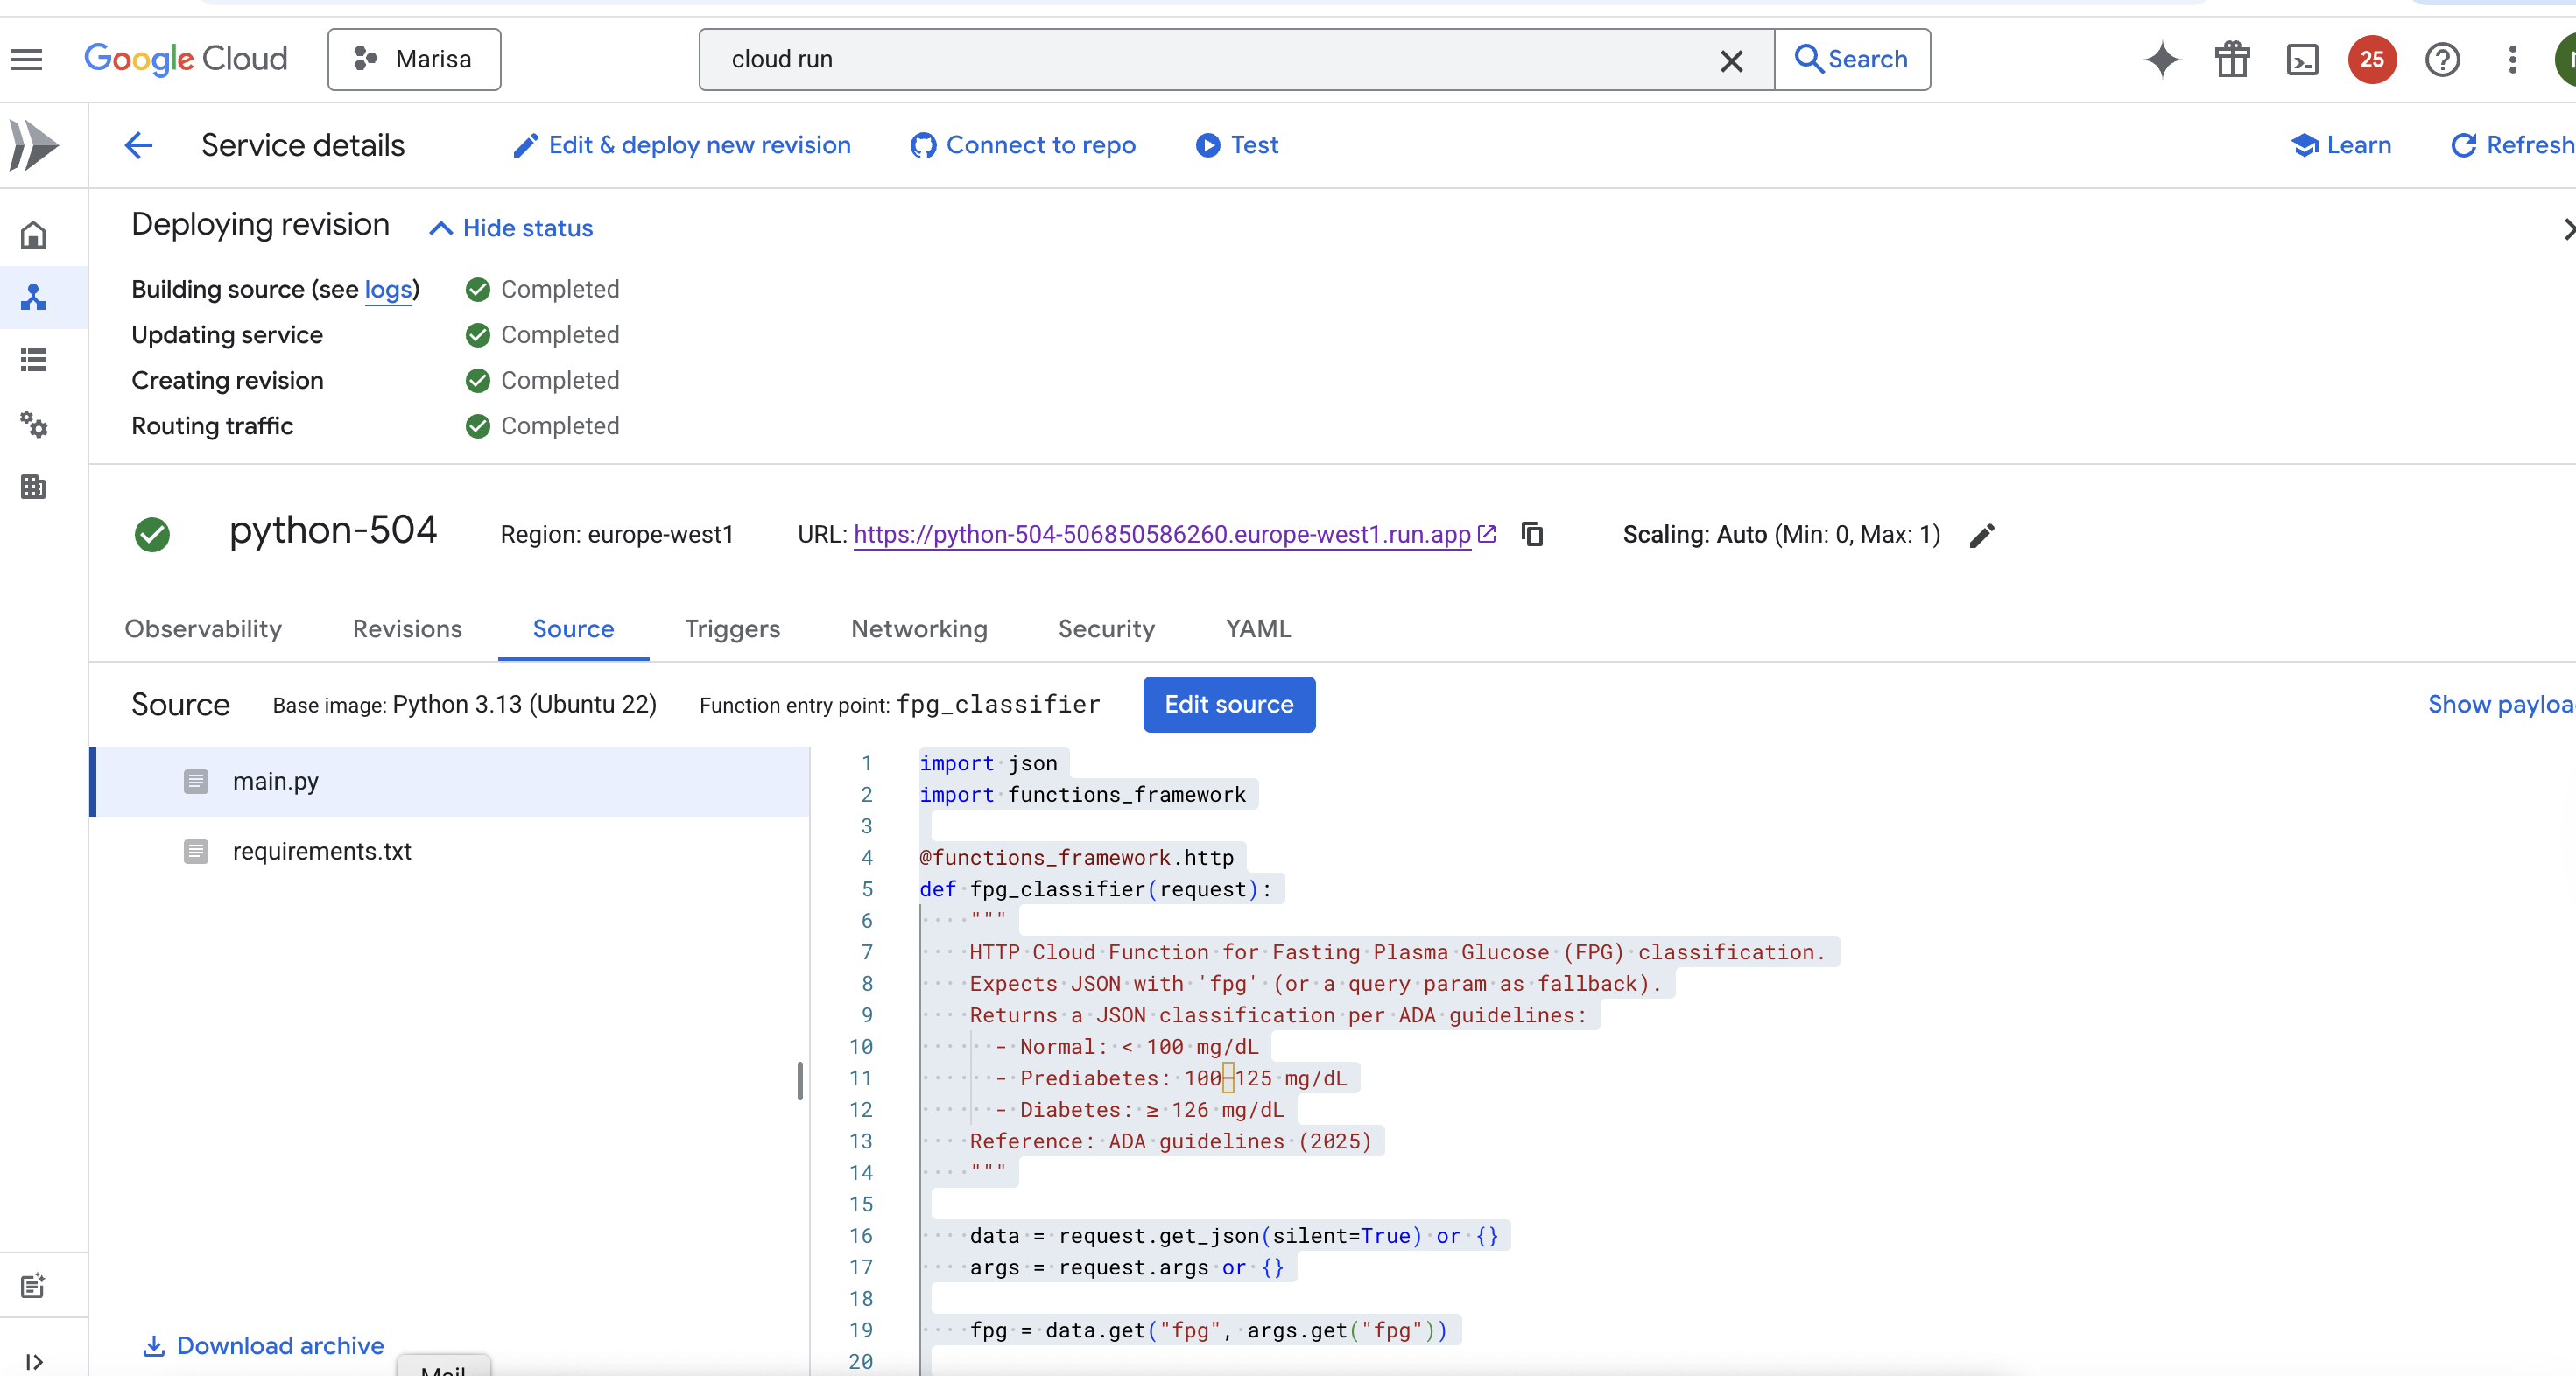 Google Cloud
Marisa
cloud run
Search
25
Service details
Edit & deploy new revision
Connect to repo
Test
Learn
Refresh
Deploying revision
Hide status
Building source (see logs)
Completed
Updating service
Completed
Creating revision
Completed
Routing traffic
Completed
python-504
Region: europe-west1
URL: https://python-504-506850586260.europe-west1.run.app
Scaling: Auto (Min: 0, Max: 1)
Observability
Revisions
Source
Triggers
Networking
Security
YAML
Source
Base image: Python 3.13 (Ubuntu 22)
Function entry point: fpg_classifier
Edit source
Show payloa
main.py
requirements.txt
Download archive
Mail
1 import json
2 import functions_framework
3
4 @functions_framework.http
5 def fpg_classifier(request):
6 """
7 HTTP Cloud Function for Fasting Plasma Glucose (FPG) classification.
8 Expects JSON with 'fpg' (or a query param as fallback).
9 Returns a JSON classification per ADA guidelines:
10 - Normal: < 100 mg/dL
11 - Prediabetes: 100–125 mg/dL
12 - Diabetes: ≥ 126 mg/dL
13 Reference: ADA guidelines (2025)
14 """
15
16 data = request.get_json(silent=True) or {}
17 args = request.args or {}
18
19 fpg = data.get("fpg", args.get("fpg"))
20